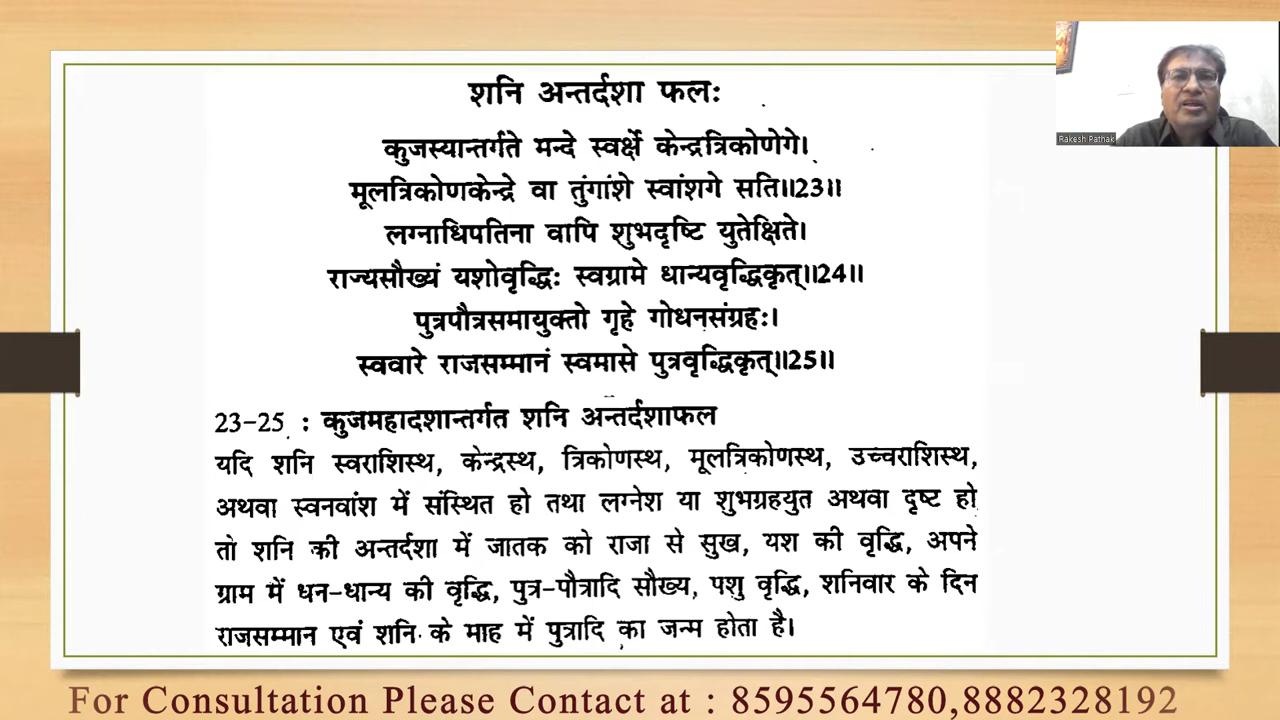 शनि अन्तर्दशा फलः
कुजस्यान्तर्गते मन्दे स्वर्क्षे केन्द्रत्रिकोणेगे।
मूलत्रिकोणकेन्द्रे वा तुंगांशे स्वांशगे सति॥23॥
लग्नाधिपतिना वापि शुभदृष्टि युतेक्षिते।
राज्यसौख्यं यशोवृद्धिः स्वग्रामे धान्यवृद्धिकृत्॥24॥
पुत्रपौत्रसमायुक्तो गृहे गोधनसंग्रहः।
स्ववारे राजसम्मानं स्वमासे पुत्रवृद्धिकृत्॥25॥
23-25 : कुजमहादशान्तर्गत शनि अन्तर्दशाफल
यदि शनि स्वराशिस्थ, केन्द्रस्थ, त्रिकोणस्थ, मूलत्रिकोणस्थ, उच्चराशिस्थ,
अथवा स्वनवांश में संस्थित हो तथा लग्नेश या शुभग्रहयुत अथवा दृष्ट हो
तो शनि की अन्तर्दशा में जातक को राजा से सुख, यश की वृद्धि, अपने
ग्राम में धन-धान्य की वृद्धि, पुत्र-पौत्रादि सौख्य, पशु वृद्धि, शनिवार के दिन
राजसम्मान एवं शनि के माह में पुत्रादि का जन्म होता है।
Rakesh Pathak
For Consultation Please Contact at : 8595564780,8882328192